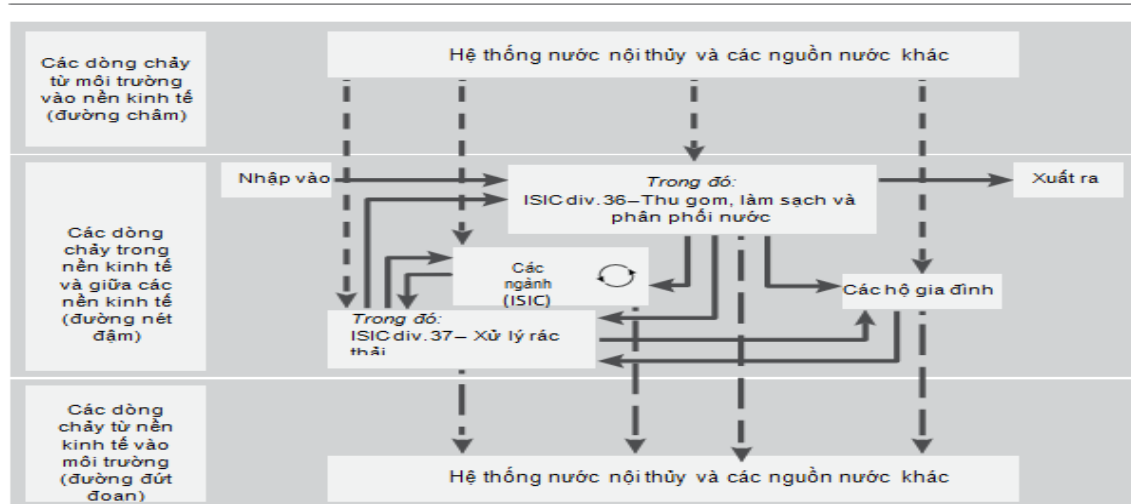 Các dòng chảy
từ môi trường
vào nền kinh tế
(đường châm)
Hệ thống nước nội thủy và các nguồn nước khác
Các dòng
chảy trong
nền kinh tế
và giữa các
nền kinh tế
(đường nét
đậm)
Nhập vào
Trong đó:
ISIC div. 36–Thu gom, làm sạch và
phân phối nước
Xuất ra
Các
ngành
(ISIC)
Các hộ gia đình
Trong đó:
ISIC div. 37– Xử lý rác
thải
Các dòng
chảy từ nền
kinh tế vào
môi trường
(đường đứt
đoạn)
Hệ thống nước nội thủy và các nguồn nước khác